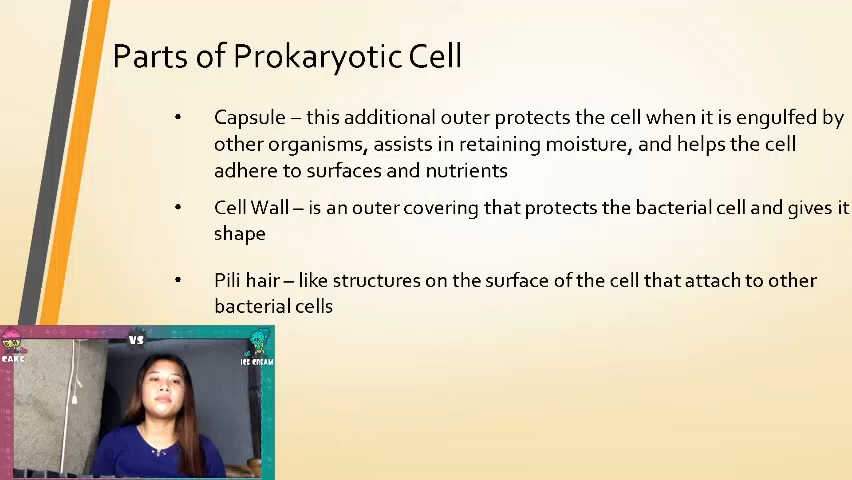 Parts of Prokaryotic Cell
• Capsule – this additional outer protects the cell when it is engulfed by
other organisms, assists in retaining moisture, and helps the cell
adhere to surfaces and nutrients
• Cell Wall – is an outer covering that protects the bacterial cell and gives it
shape
• Pili hair – like structures on the surface of the cell that attach to other
bacterial cells
VS
CAKE
ICE CREAM